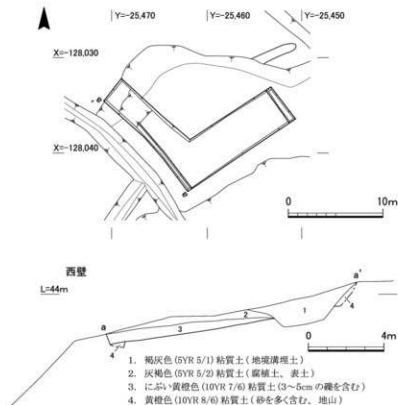 Y=-25,470 Y=-25,460 Y=-25,450
X=-128,030
X=-128,040
0 10m
西壁
L=44m
a'
a
1
2
3
4
4
0 4m
1. 褐灰色 (5YR 5/1) 粘質土 (地境溝埋土)
2. 灰褐色 (5YR 5/2) 粘質土 (腐植土、表土)
3. にぶい黄橙色 (10YR 7/6) 粘質土 (3~5cm の礫を含む)
4. 黄橙色 (10YR 8/6) 粘質土 (砂を多く含む、地山)